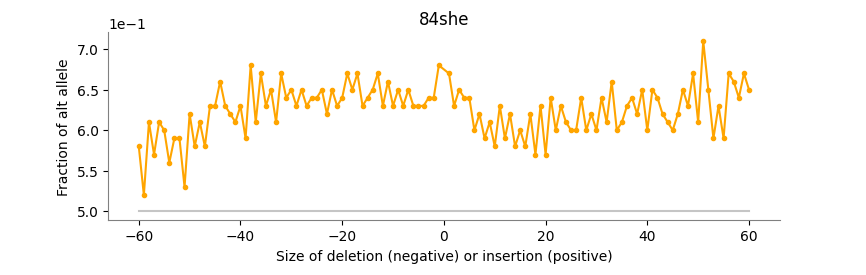 84she
1e−1
7.0
6.5
6.0
5.5
5.0
Fraction of alt allele
−60 −40 −20 0 20 40 60
Size of deletion (negative) or insertion (positive)